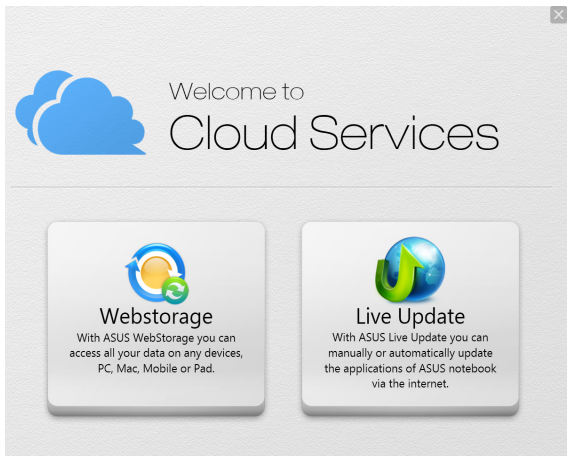 Welcome to
Cloud Services
Webstorage
With ASUS WebStorage you can
access all your data on any devices,
PC, Mac, Mobile or Pad.
Live Update
With ASUS Live Update you can
manually or automatically update
the applications of ASUS notebook
via the internet.